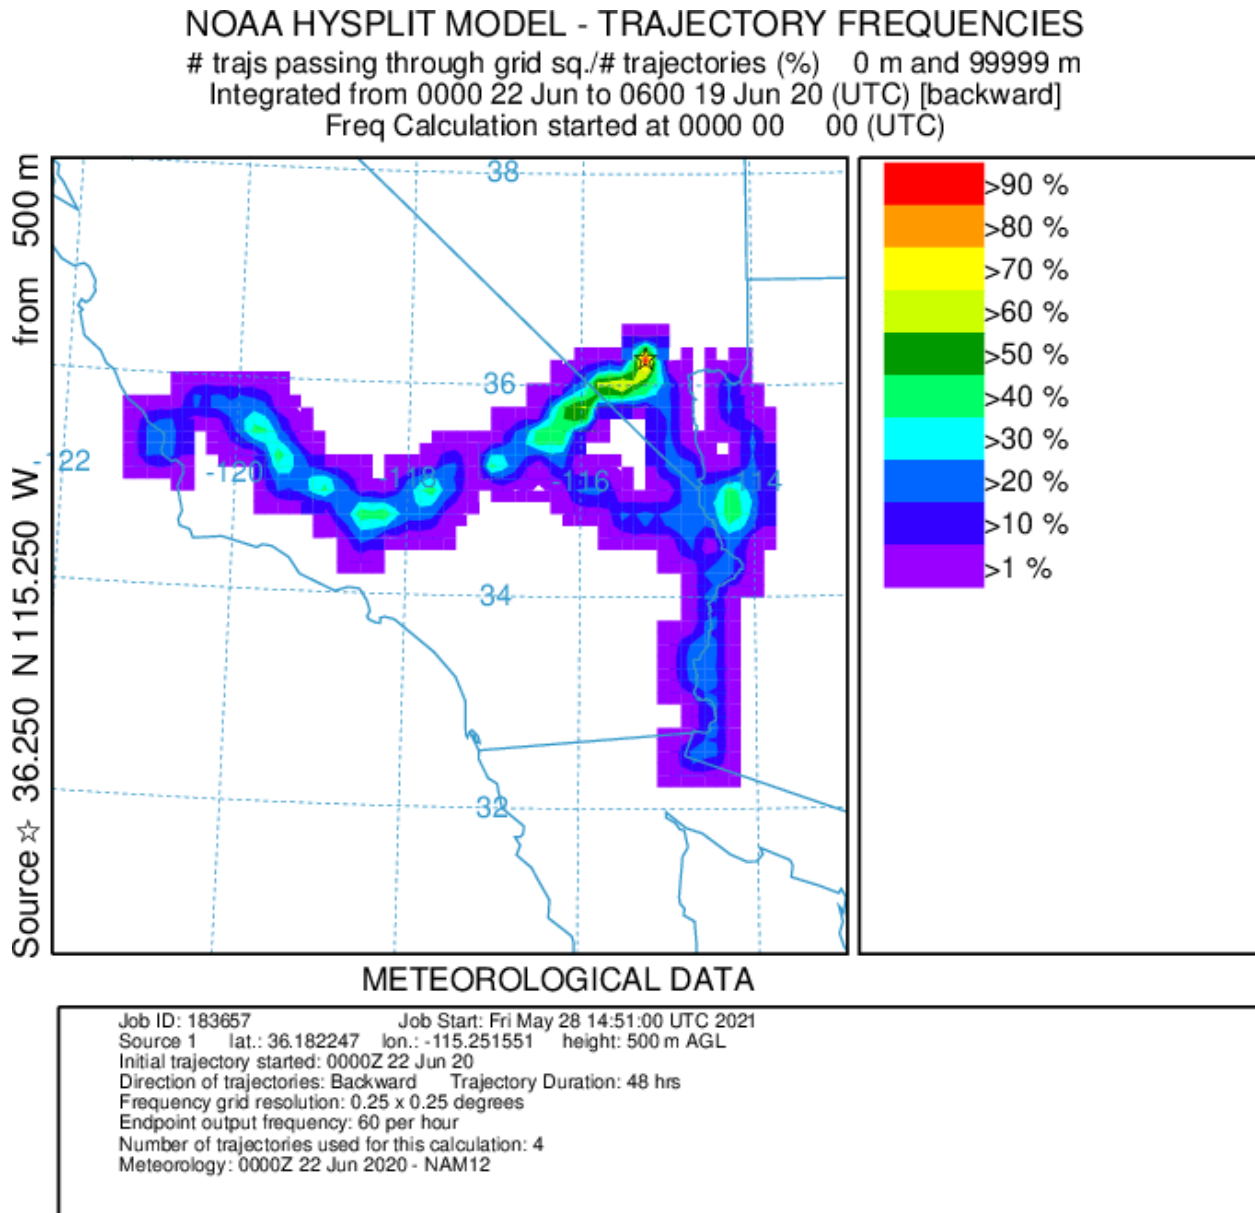 NOAA HYSPLIT MODEL - TRAJECTORY FREQUENCIES
# trajs passing through grid sq./# trajectories (%) 0 m and 99999 m
Integrated from 0000 22 Jun to 0600 19 Jun 20 (UTC) [backward]
Freq Calculation started at 0000 00 00 (UTC)
Source ☆ 36.250 N 115.250 W from 500 m
38
36
-122
-120
-118
-116
14
34
32
>90 %
>80 %
>70 %
>60 %
>50 %
>40 %
>30 %
>20 %
>10 %
>1 %
METEOROLOGICAL DATA
Job ID: 183657 Job Start: Fri May 28 14:51:00 UTC 2021
Source 1 lat.: 36.182247 lon.: -115.251551 height: 500 m AGL
Initial trajectory started: 0000Z 22 Jun 20
Direction of trajectories: Backward Trajectory Duration: 48 hrs
Frequency grid resolution: 0.25 x 0.25 degrees
Endpoint output frequency: 60 per hour
Number of trajectories used for this calculation: 4
Meteorology: 0000Z 22 Jun 2020 - NAM12